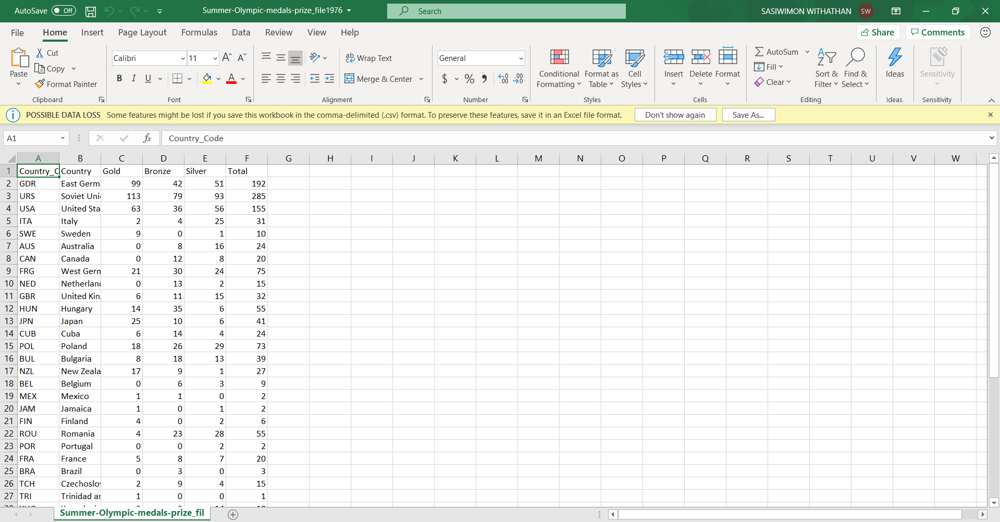 AutoSave Off Summer-Olympic-medals-prize_file1976 Search SASIWIMON WITHATHAN SW
File Home Insert Page Layout Formulas Data Review View Help Share Comments
Paste Cut Copy Format Painter Clipboard
Calibri 11 B I U A Font
Wrap Text Merge & Center Alignment
General $ % Number
Conditional Formatting Format as Table Cell Styles Styles
Insert Delete Format Cells
AutoSum Fill Clear Sort & Filter Find & Select Editing
Ideas Ideas
Sensitivity Sensitivity
POSSIBLE DATA LOSS Some features might be lost if you save this workbook in the comma-delimited (.csv) format. To preserve these features, save it in an Excel file format. Don't show again Save As...
A1 fx Country_Code
A B C D E F G H I J K L M N O P Q R S T U V W
1 Country_C Country Gold Bronze Silver Total
2 GDR East Germ 99 42 51 192
3 URS Soviet Uni 113 79 93 285
4 USA United Sta 63 36 56 155
5 ITA Italy 2 4 25 31
6 SWE Sweden 9 0 1 10
7 AUS Australia 0 8 16 24
8 CAN Canada 0 12 8 20
9 FRG West Germ 21 30 24 75
10 NED Netherland 0 13 2 15
11 GBR United Kin 6 11 15 32
12 HUN Hungary 14 35 6 55
13 JPN Japan 25 10 6 41
14 CUB Cuba 6 14 4 24
15 POL Poland 18 26 29 73
16 BUL Bulgaria 8 18 13 39
17 NZL New Zeala 17 9 1 27
18 BEL Belgium 0 6 3 9
19 MEX Mexico 1 1 0 2
20 JAM Jamaica 1 0 1 2
21 FIN Finland 4 0 2 6
22 ROU Romania 4 23 28 55
23 POR Portugal 0 0 2 2
24 FRA France 5 8 7 20
25 BRA Brazil 0 3 0 3
26 TCH Czechoslov 2 9 4 15
27 TRI Trinidad an 1 0 0 1
Summer-Olympic-medals-prize_fil